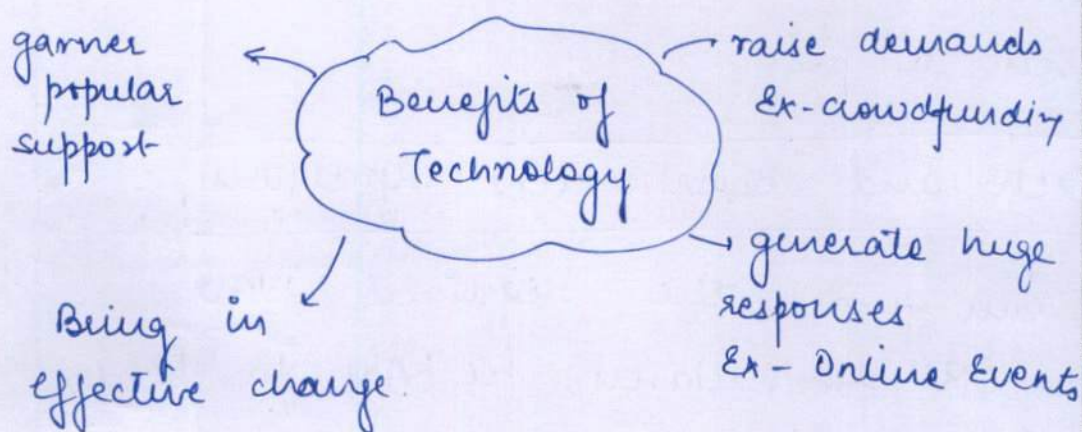 garner
popular
support
Benefits of
Technology
raise demands
Ex-crowdfunding
generate huge
responses
Ex - Online Events
Being in
effective change